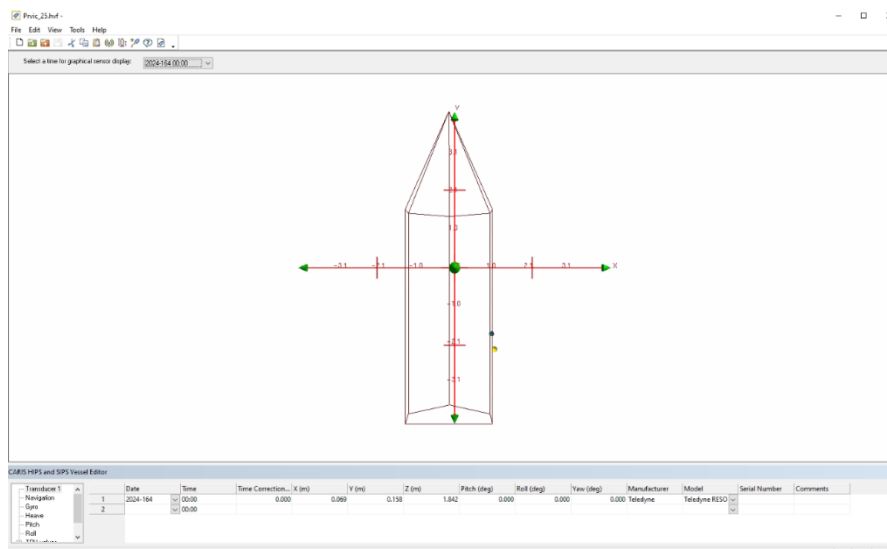 Prvic_25.hvf -
File Edit View Tools Help
Select a time for graphical sensor display: 2024-164 00:00
Y
3.1
1.0
-3.1 -2.1 -1.0 1.0 2.1 3.1 X
-1.0
-2.1
-3.1
CARIS HIPS and SIPS Vessel Editor
Transducer 1
Navigation
Gyro
Heave
Pitch
Roll
Date Time Time Correction... X (m) Y (m) Z (m) Pitch (deg) Roll (deg) Yaw (deg) Manufacturer Model Serial Number Comments
1 2024-164 00:00 0.000 0.069 0.158 1.842 0.000 0.000 0.000 Teledyne Teledyne RESO
2 00:00